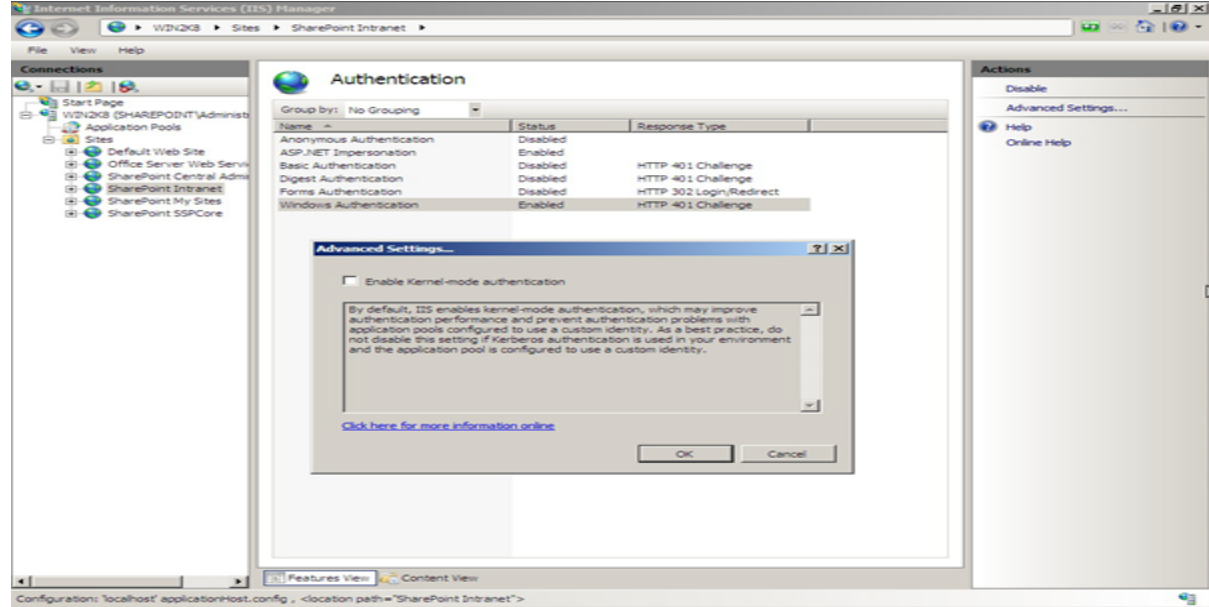 Internet Information Services (IIS) Manager
WIN2K8 Sites SharePoint Intranet
File View Help
Connections
Start Page
WIN2K8 (SHAREPOINT\Administ
Application Pools
Sites
Default Web Site
Office Server Web Servi
SharePoint Central Admi
SharePoint Intranet
SharePoint My Sites
SharePoint SSPCore
Authentication
Group by: No Grouping
Name Status Response Type
Anonymous Authentication Disabled
ASP.NET Impersonation Enabled
Basic Authentication Disabled HTTP 401 Challenge
Digest Authentication Disabled HTTP 401 Challenge
Forms Authentication Disabled HTTP 302 Login/Redirect
Windows Authentication Enabled HTTP 401 Challenge
Advanced Settings...
Enable Kernel-mode authentication
By default, IIS enables kernel-mode authentication, which may improve
authentication performance and prevent authentication problems with
application pools configured to use a custom identity. As a best practice, do
not disable this setting if Kerberos authentication is used in your environment
and the application pool is configured to use a custom identity.
Click here for more information online
OK Cancel
Features View Content View
Actions
Disable
Advanced Settings...
Help
Online Help
Configuration: 'localhost' applicationHost.config , <location path="SharePoint Intranet">